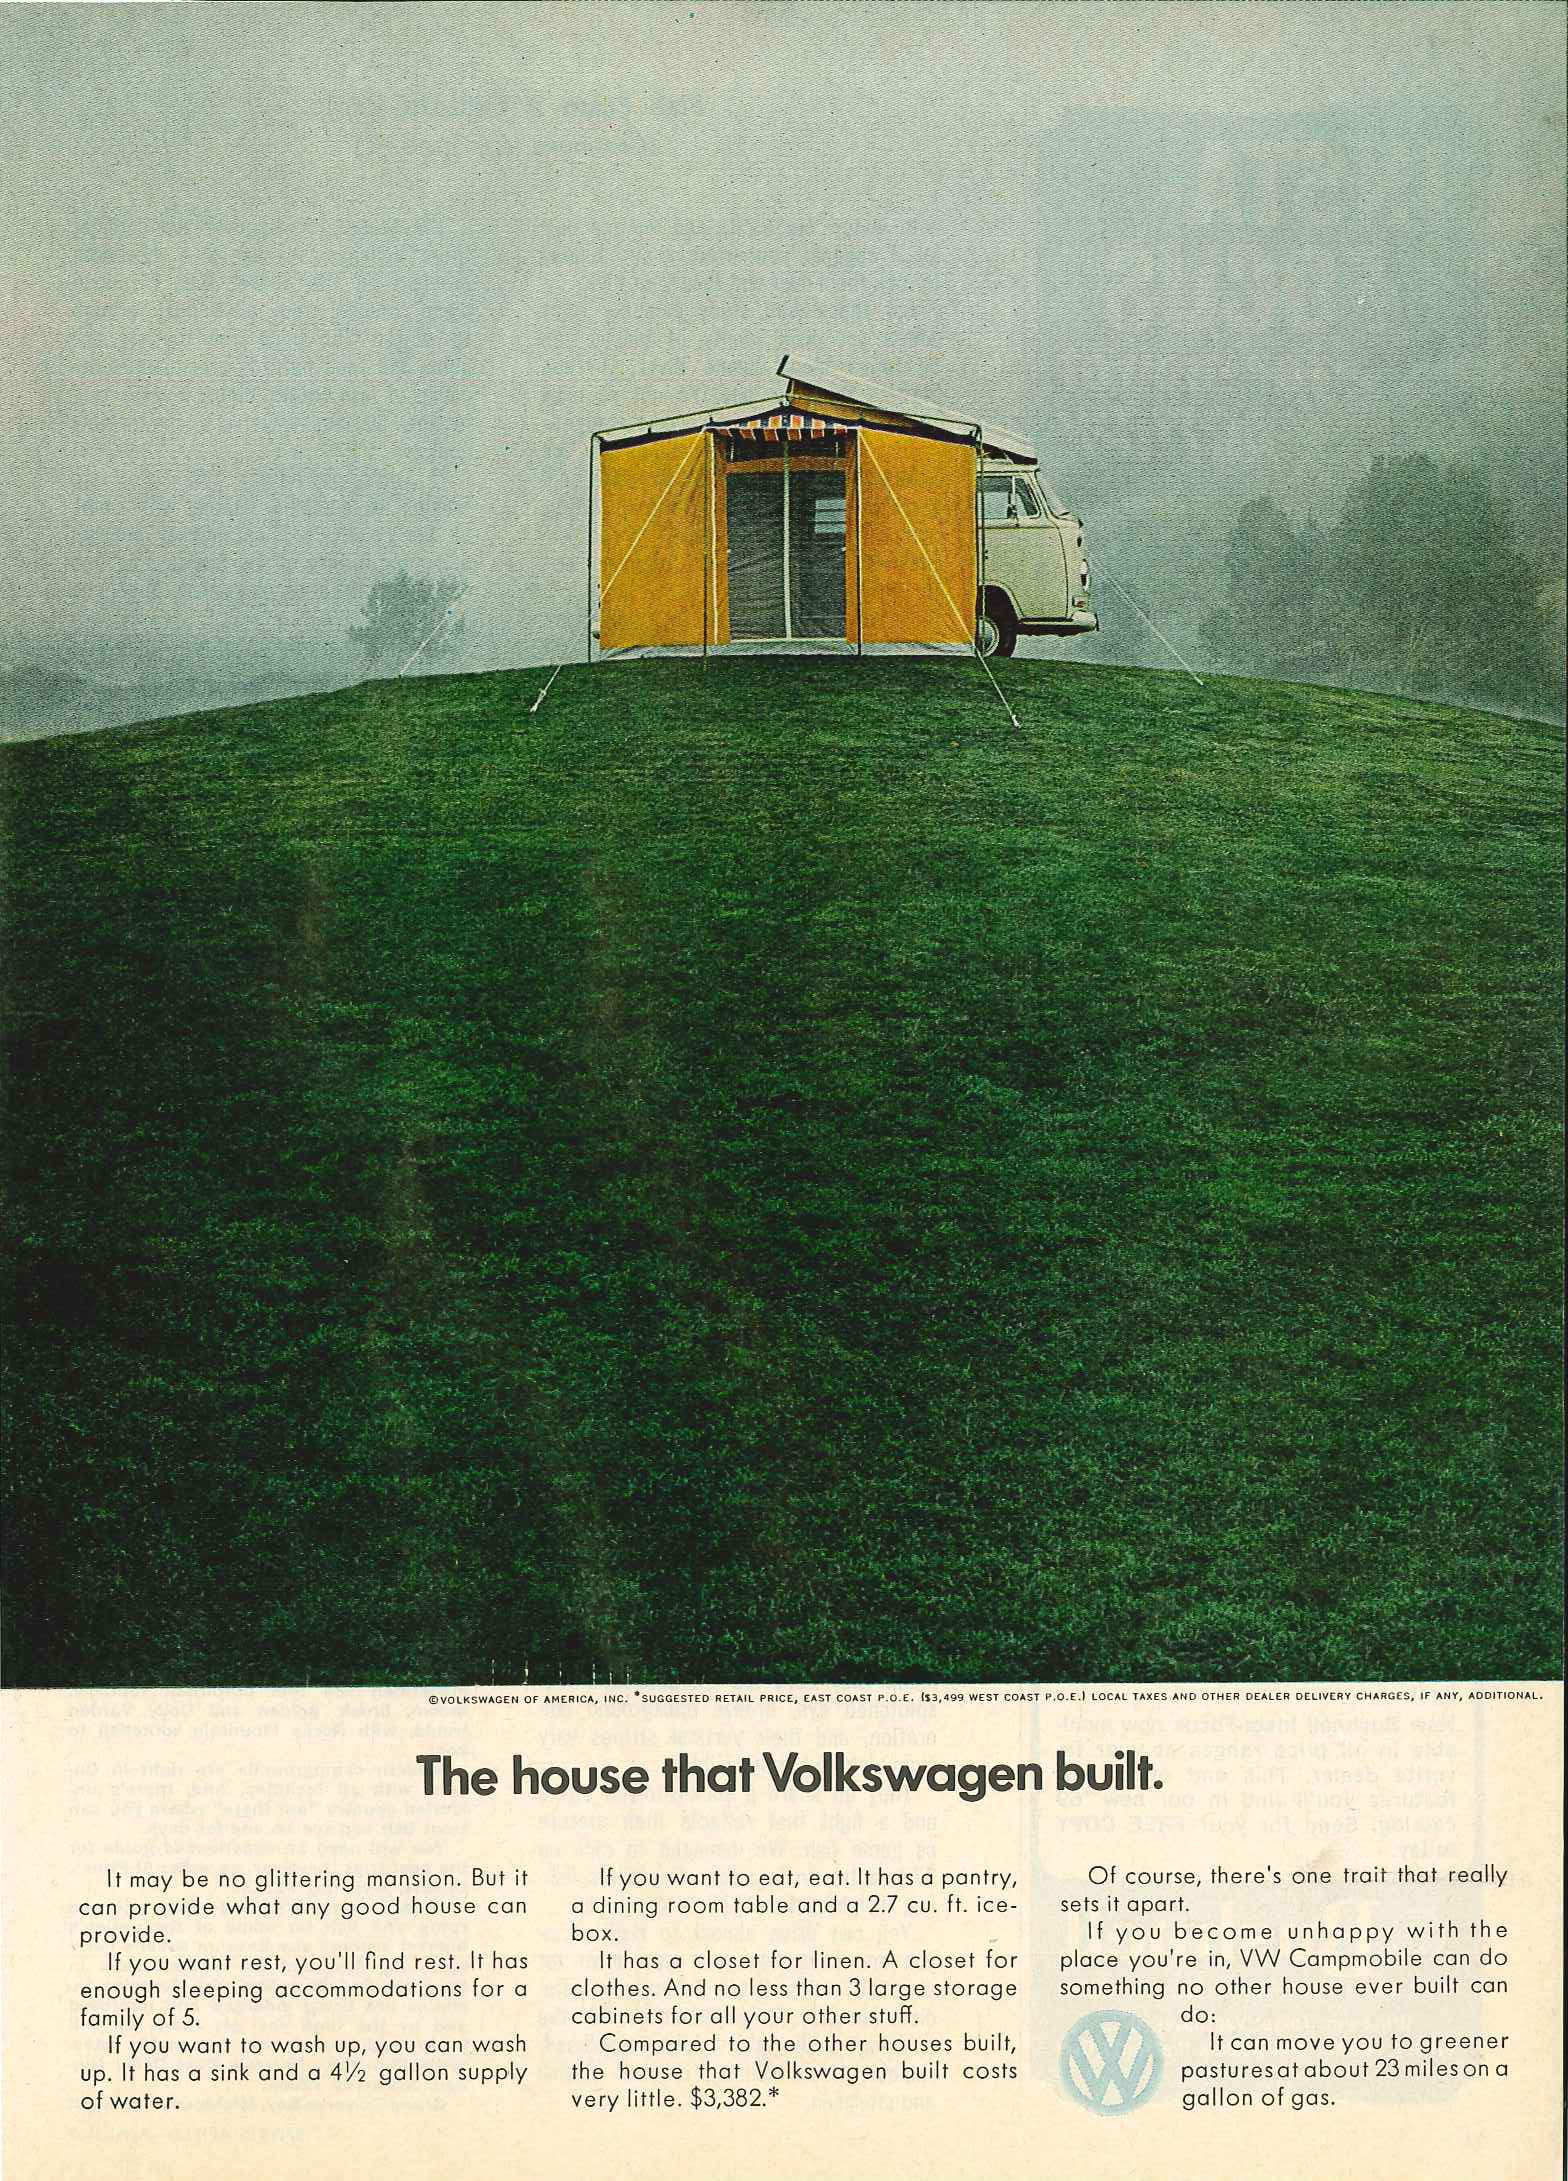 ©VOLKSWAGEN OF AMERICA, INC. *SUGGESTED RETAIL PRICE, EAST COAST P.O.E. ($3,499 WEST COAST P.O.E.) LOCAL TAXES AND OTHER DEALER DELIVERY CHARGES, IF ANY, ADDITIONAL.
The house that Volkswagen built.
It may be no glittering mansion. But it
can provide what any good house can
provide.
If you want rest, you'll find rest. It has
enough sleeping accommodations for a
family of 5.
If you want to wash up, you can wash
up. It has a sink and a 4½ gallon supply
of water.
If you want to eat, eat. It has a pantry,
a dining room table and a 2.7 cu. ft. ice-
box.
It has a closet for linen. A closet for
clothes. And no less than 3 large storage
cabinets for all your other stuff.
Compared to the other houses built,
the house that Volkswagen built costs
very little. $3,382.*
Of course, there's one trait that really
sets it apart.
If you become unhappy with the
place you're in, VW Campmobile can do
something no other house ever built can
do:
It can move you to greener
pastures at about 23 miles on a
gallon of gas.
VW